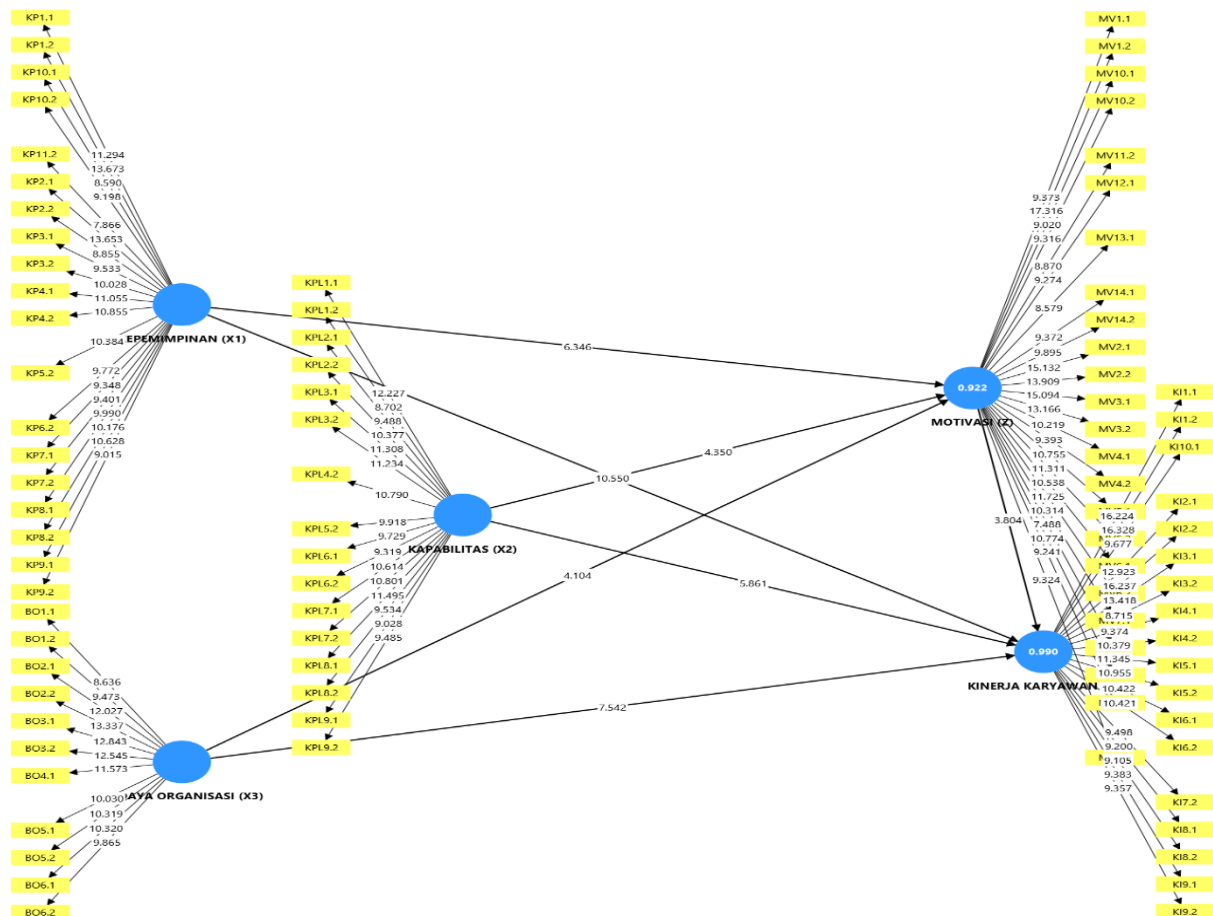 KP1.1
KP1.2
KP10.1
KP10.2
KP11.2
KP2.1
KP2.2
KP3.1
KP3.2
KP4.1
KP4.2
KP5.2
KP6.2
KP7.1
KP7.2
KP8.1
KP8.2
KP9.1
KP9.2
11.294
13.673
8.590
9.198
7.866
13.653
8.855
9.533
10.028
11.055
10.855
10.384
9.772
9.348
9.401
9.990
10.176
10.628
9.015
EPEMIMPINAN (X1)
BO1.1
BO1.2
BO2.1
BO2.2
BO3.1
BO3.2
BO4.1
BO5.1
BO5.2
BO6.1
BO6.2
8.636
9.473
12.027
13.337
12.843
12.545
11.573
10.030
10.319
10.320
9.865
AYA ORGANISASI (X3)
KPL1.1
KPL1.2
KPL2.1
KPL2.2
KPL3.1
KPL3.2
KPL4.2
KPL5.2
KPL6.1
KPL6.2
KPL7.1
KPL7.2
KPL8.1
KPL8.2
KPL9.1
KPL9.2
12.227
8.702
9.488
10.377
11.308
11.234
10.790
9.918
9.729
9.319
10.614
10.801
11.495
9.534
9.028
9.485
KAPABILITAS (X2)
6.346
4.350
10.550
4.104
5.861
7.542
3.804
MV1.1
MV1.2
MV10.1
MV10.2
MV11.2
MV12.1
MV13.1
MV14.1
MV14.2
MV2.1
MV2.2
MV3.1
MV3.2
MV4.1
MV4.2
9.373
17.316
9.020
9.316
8.870
9.274
8.579
9.372
9.895
15.132
13.909
15.094
13.166
10.219
9.393
10.755
11.311
10.538
11.725
10.314
7.488
10.774
9.241
9.324
0.922
MOTIVASI (Z)
KI1.1
KI1.2
KI10.1
KI2.1
KI2.2
KI3.1
KI3.2
KI4.1
KI4.2
KI5.1
KI5.2
KI6.1
KI6.2
KI7.2
KI8.1
KI8.2
KI9.1
KI9.2
16.224
16.328
9.677
12.923
16.237
13.418
8.715
9.374
10.379
11.345
10.955
10.422
10.421
9.498
9.200
9.105
9.383
9.357
0.990
KINERJA KARYAWAN